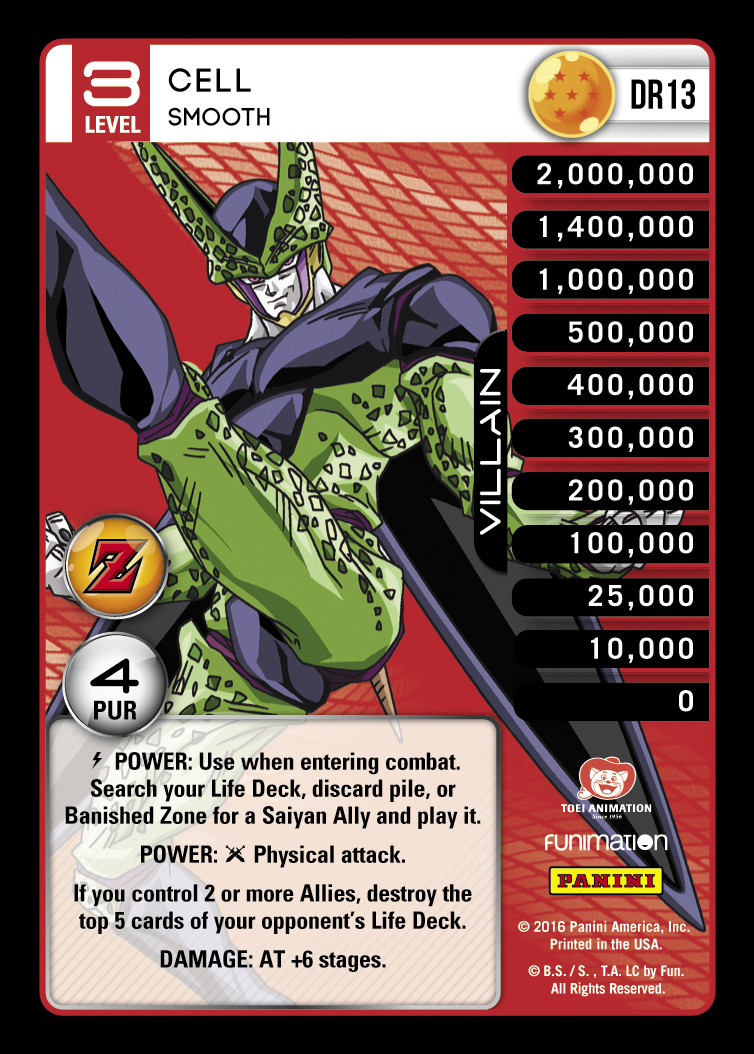 3
LEVEL
CELL
SMOOTH
DR13
2,000,000
1,400,000
1,000,000
500,000
400,000
300,000
200,000
100,000
25,000
10,000
0
VILLAIN
Z
4
PUR
POWER: Use when entering combat.
Search your Life Deck, discard pile, or
Banished Zone for a Saiyan Ally and play it.
POWER: Physical attack.
If you control 2 or more Allies, destroy the
top 5 cards of your opponent's Life Deck.
DAMAGE: AT +6 stages.
TOEI ANIMATION
Since 1956
FUNIMATION
PANINI
© 2016 Panini America, Inc.
Printed in the USA.
© B.S. / S. , T.A. LC by Fun.
All Rights Reserved.